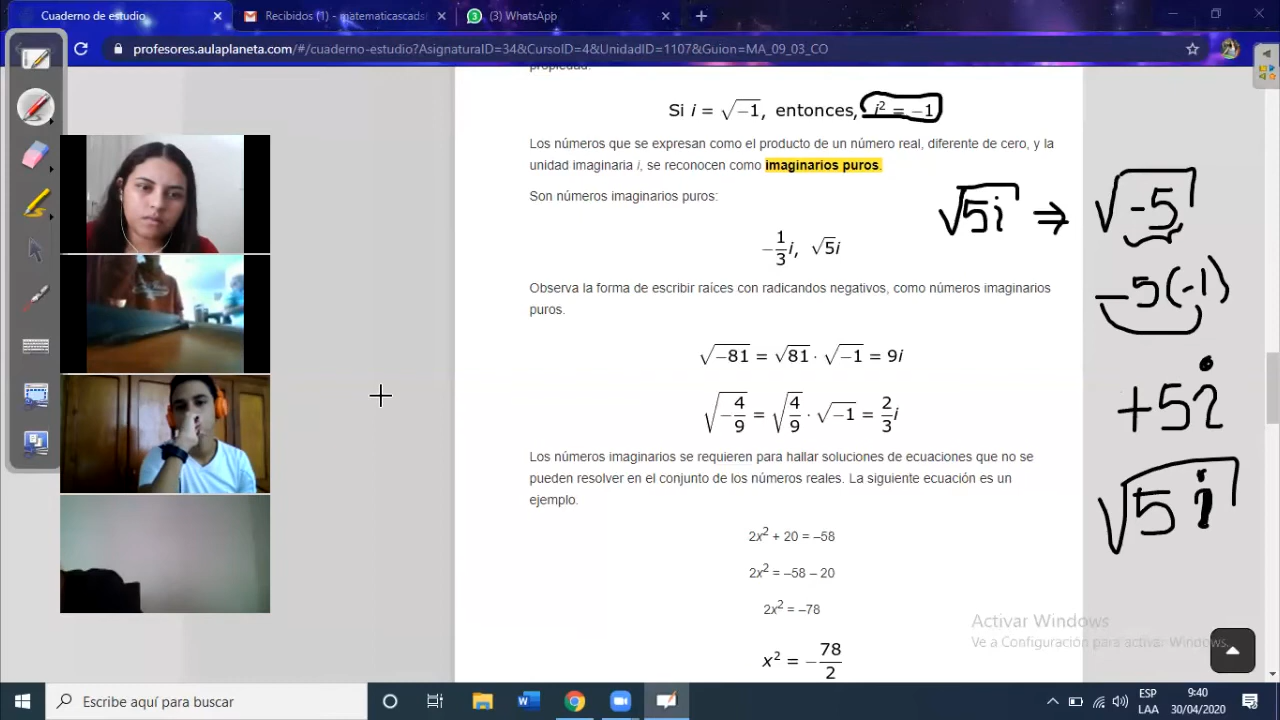 Cuaderno de estudio
Recibidos (1) - matematicascads
(3) WhatsApp
profesores.aulaplaneta.com/#/cuaderno-estudio?AsignaturaID=34&CursoID=4&UnidadID=1107&Guion=MA_09_03_CO
propiedad:
Si i = √−1, entonces, i² = −1
Los números que se expresan como el producto de un número real, diferente de cero, y la
unidad imaginaria i, se reconocen como imaginarios puros.
Son números imaginarios puros:
−1/3 i, √5i
Observa la forma de escribir raíces con radicandos negativos, como números imaginarios
puros.
√−81 = √81 · √−1 = 9i
√−4/9 = √4/9 · √−1 = 2/3 i
Los números imaginarios se requieren para hallar soluciones de ecuaciones que no se
pueden resolver en el conjunto de los números reales. La siguiente ecuación es un
ejemplo.
2x² + 20 = –58
2x² = –58 – 20
2x² = –78
x² = −78/2
√5i ⇒ √-5
-5(-1)
+5i
√5i
Activar Windows
Ve a Configuración para activar Windows.
Escribe aquí para buscar
ESP
LAA
9:40
30/04/2020